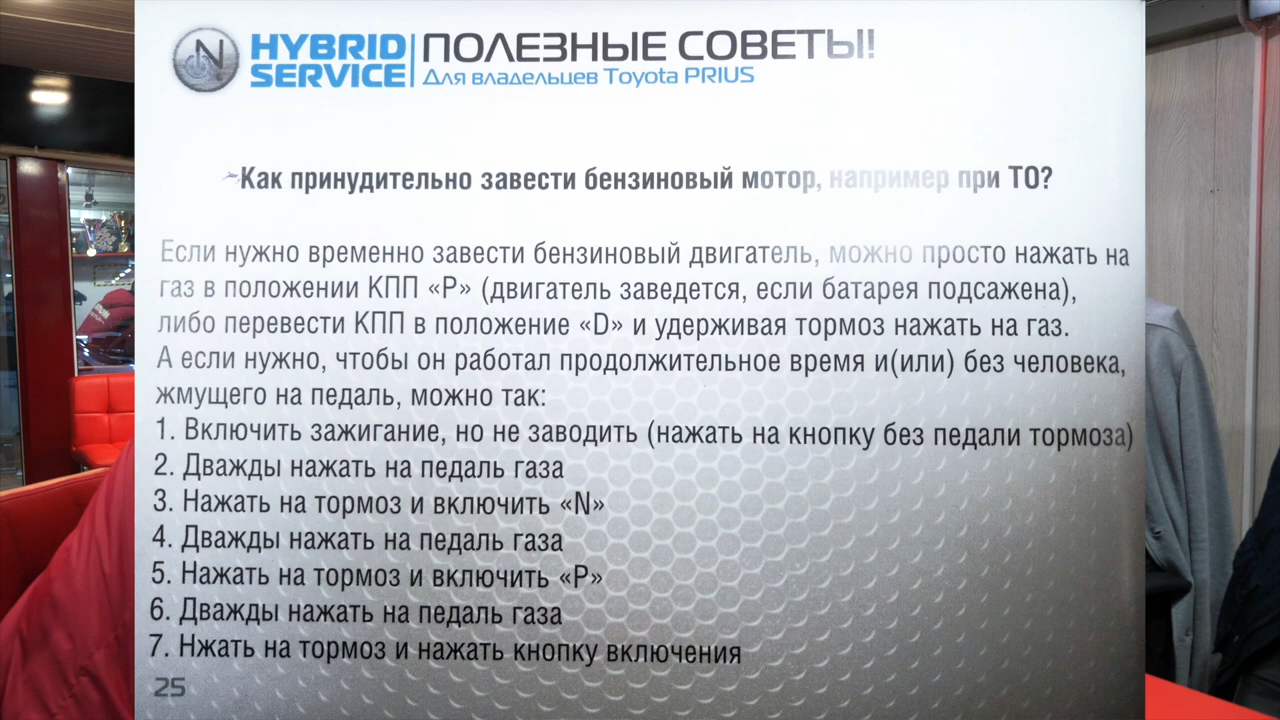 HYBRID SERVICE
ПОЛЕЗНЫЕ СОВЕТЫ!
Для владельцев Toyota PRIUS
Как принудительно завести бензиновый мотор, например при ТО?
Если нужно временно завести бензиновый двигатель, можно просто нажать на
газ в положении КПП «P» (двигатель заведется, если батарея подсажена),
либо перевести КПП в положение «D» и удерживая тормоз нажать на газ.
А если нужно, чтобы он работал продолжительное время и(или) без человека,
жмущего на педаль, можно так:
1. Включить зажигание, но не заводить (нажать на кнопку без педали тормоза)
2. Дважды нажать на педаль газа
3. Нажать на тормоз и включить «N»
4. Дважды нажать на педаль газа
5. Нажать на тормоз и включить «P»
6. Дважды нажать на педаль газа
7. Нжать на тормоз и нажать кнопку включения
25